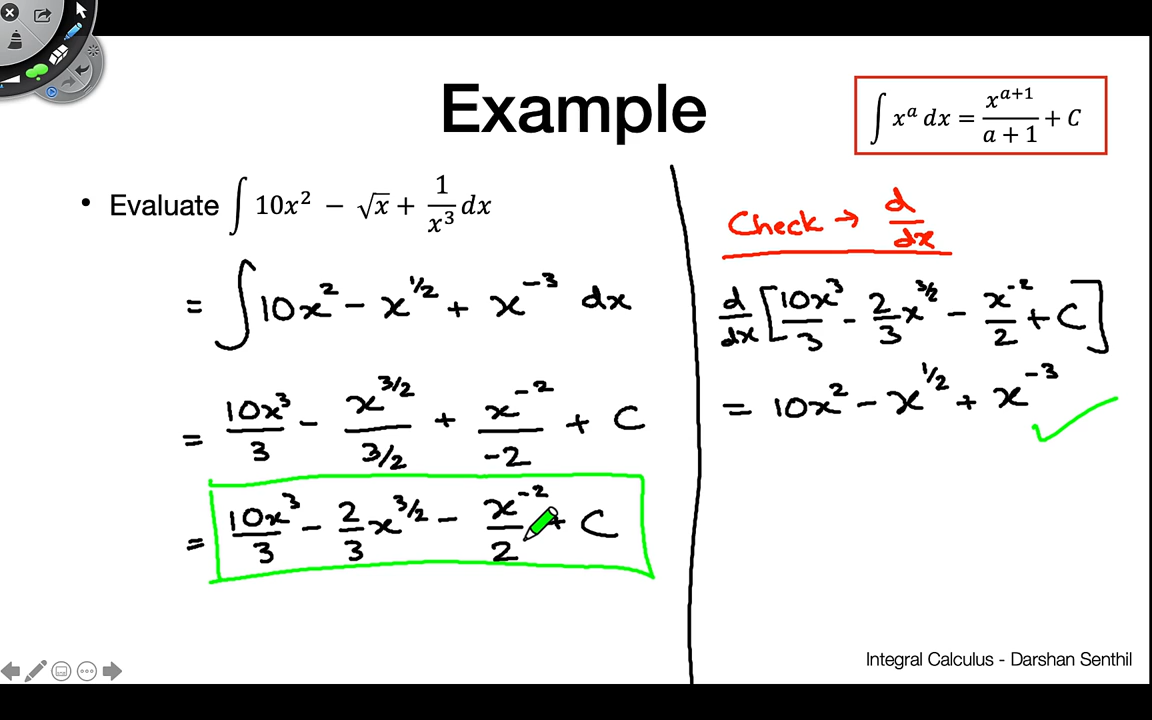 Example
∫ xᵃ dx = xᵃ⁺¹/(a + 1) + C
• Evaluate ∫ 10x² − √x + 1/x³ dx
= ∫ 10x² − x^(1/2) + x⁻³ dx
= 10x³/3 − x^(3/2)/(3/2) + x⁻²/−2 + C
= 10x³/3 − 2/3 x^(3/2) − x⁻²/2 + C
Check → d/dx
d/dx [10x³/3 − 2/3 x^(3/2) − x⁻²/2 + C]
= 10x² − x^(1/2) + x⁻³
Integral Calculus - Darshan Senthil